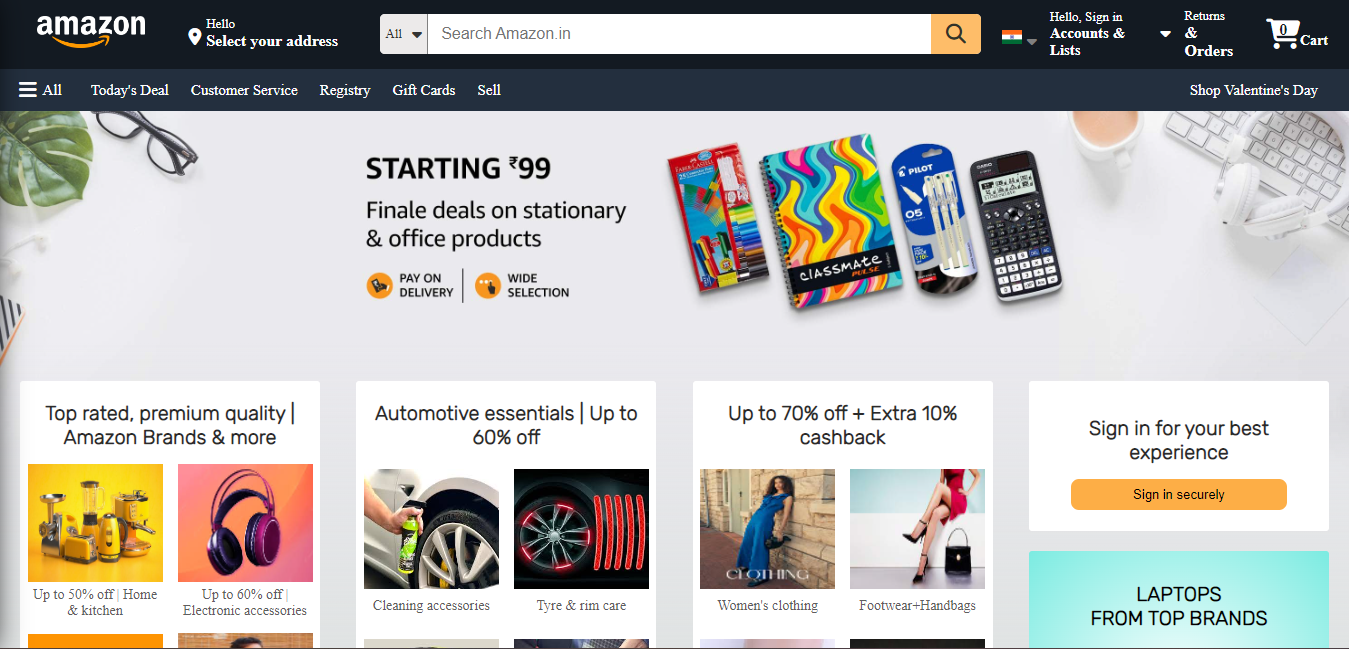 amazon
Hello
Select your address
All
Search Amazon.in
Hello, Sign in
Accounts &
Lists
Returns
&
Orders
0
Cart
All
Today's Deal
Customer Service
Registry
Gift Cards
Sell
Shop Valentine's Day
STARTING ₹99
Finale deals on stationary
& office products
PAY ON
DELIVERY
WIDE
SELECTION
FABER-CASTELL
25
CLASSMATE
PULSE
PILOT
05
CASIO
Top rated, premium quality |
Amazon Brands & more
Up to 50% off | Home
& kitchen
Up to 60% off |
Electronic accessories
Automotive essentials | Up to
60% off
Cleaning accessories
Tyre & rim care
Up to 70% off + Extra 10%
cashback
CLOTHING
Women's clothing
Footwear+Handbags
Sign in for your best
experience
Sign in securely
LAPTOPS
FROM TOP BRANDS